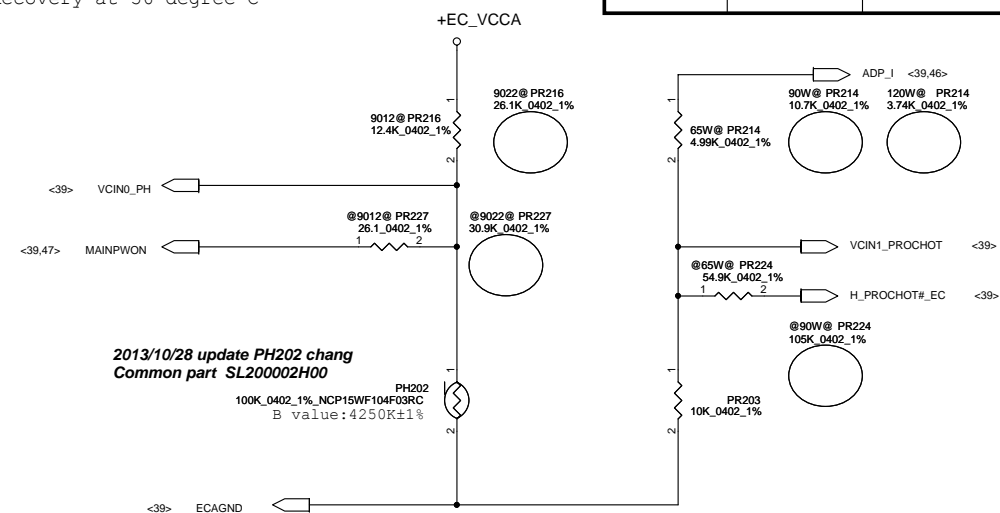 ecovery at 56 degree C
+EC_VCCA
ADP_I <39,46>
9022@ PR216
26.1K_0402_1%
90W@ PR214
10.7K_0402_1%
120W@ PR214
3.74K_0402_1%
9012@ PR216
12.4K_0402_1%
1
2
65W@ PR214
4.99K_0402_1%
1
2
<39> VCIN0_PH
@9012@ PR227
26.1_0402_1%
1 2
@9022@ PR227
30.9K_0402_1%
<39,47> MAINPWON
VCIN1_PROCHOT <39>
@65W@ PR224
54.9K_0402_1%
1 2
H_PROCHOT#_EC <39>
@90W@ PR224
105K_0402_1%
2013/10/28 update PH202 chang
Common part SL200002H00
1
PH202
100K_0402_1%_NCP15WF104F03RC
B value:4250K±1%
2
1
PR203
10K_0402_1%
2
<39> ECAGND